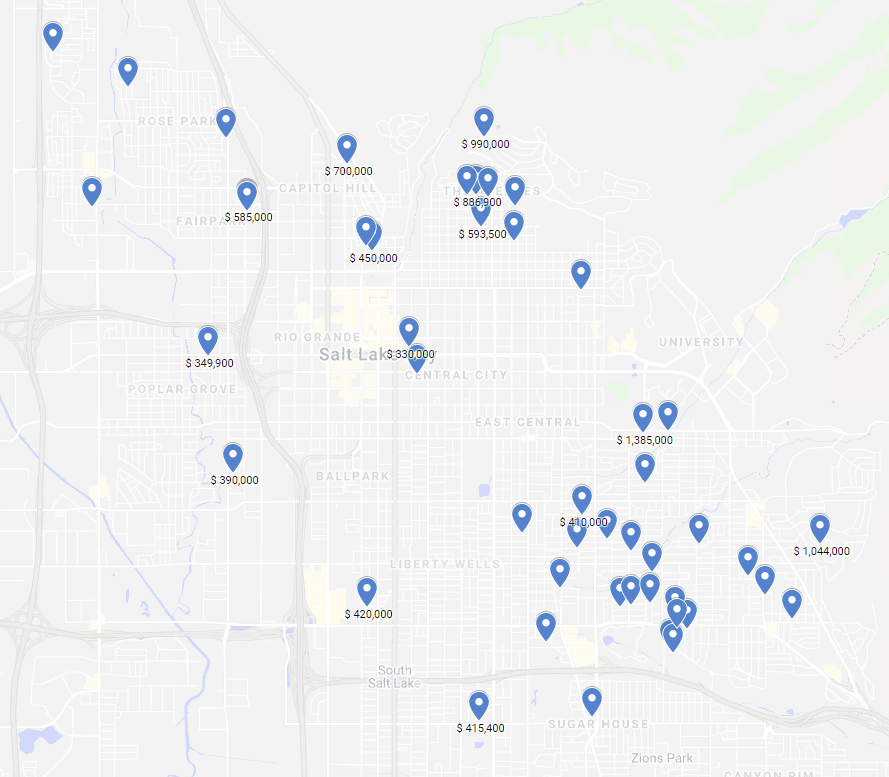 ROSE PARK
$ 990,000
$ 700,000
CAPITOL HILL
$ 886,900
$ 585,000
$ 593,500
$ 450,000
RIO GRANDE
UNIVERSITY
Salt Lake
$ 330,000
$ 349,900
CENTRAL CITY
POPLAR GROVE
EAST CENTRAL
$ 1,385,000
BALLPARK
$ 390,000
$ 410,000
$ 1,044,000
LIBERTY WELLS
$ 420,000
South
Salt Lake
$ 415,400
SUGAR HOUSE
Zions Park
CANYON RIM